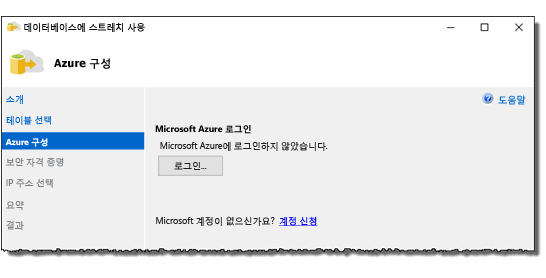 데이터베이스에 스트레치 사용
Azure 구성
소개
테이블 선택
Azure 구성
보안 자격 증명
IP 주소 선택
요약
결과
도움말
Microsoft Azure 로그인
Microsoft Azure에 로그인하지 않았습니다.
로그인...
Microsoft 계정이 없으신가요? 계정 신청